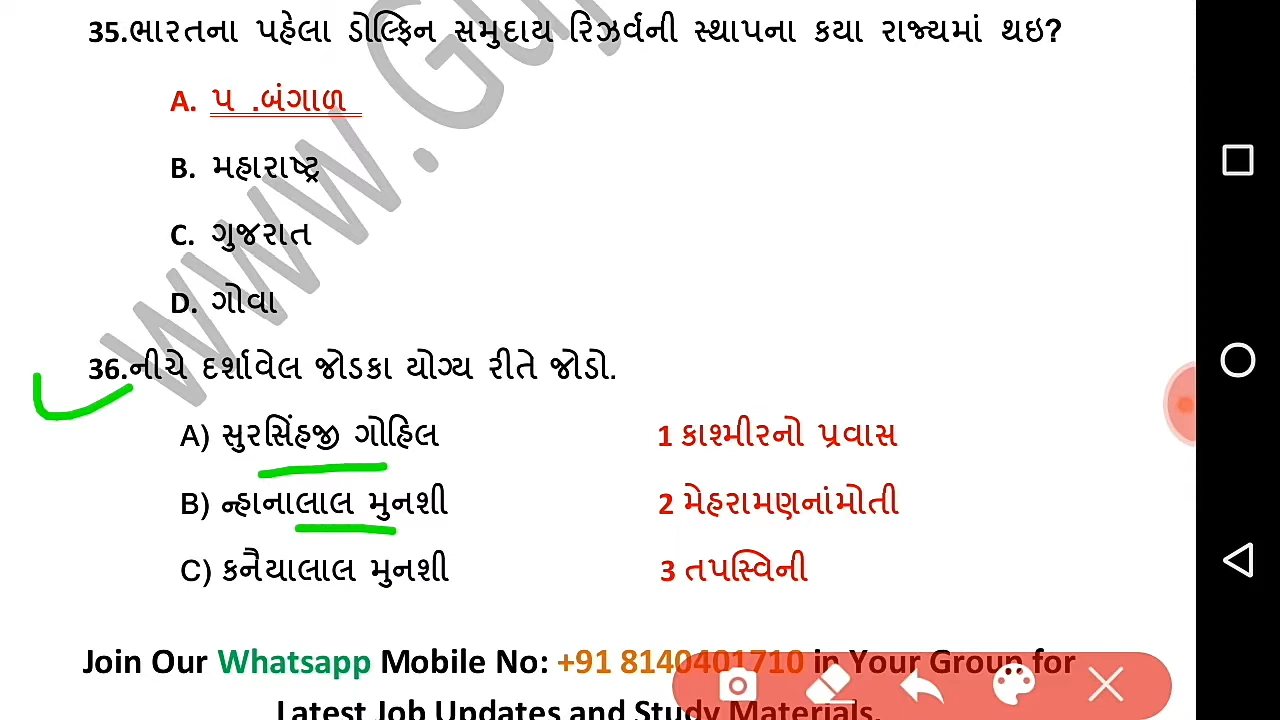 35.ભારતના પહેલા ડોલ્ફિન સમુદાય રિઝર્વની સ્થાપના કયા રાજ્યમાં થઇ?
A. પ .બંગાળ
B. મહારાષ્ટ્ર
C. ગુજરાત
D. ગોવા
36.નીચે દર્શાવેલ જોડકા યોગ્ય રીતે જોડો.
A) સુરસિંહજી ગોહિલ 1 કાશ્મીરનો પ્રવાસ
B) ન્હાનાલાલ મુનશી 2 મેહરામણનાંમોતી
C) કનૈયાલાલ મુનશી 3 તપસ્વિની
Join Our Whatsapp Mobile No: +91 8140401710 in Your Group for
Latest Job Updates and Study Materials.
www.Guj